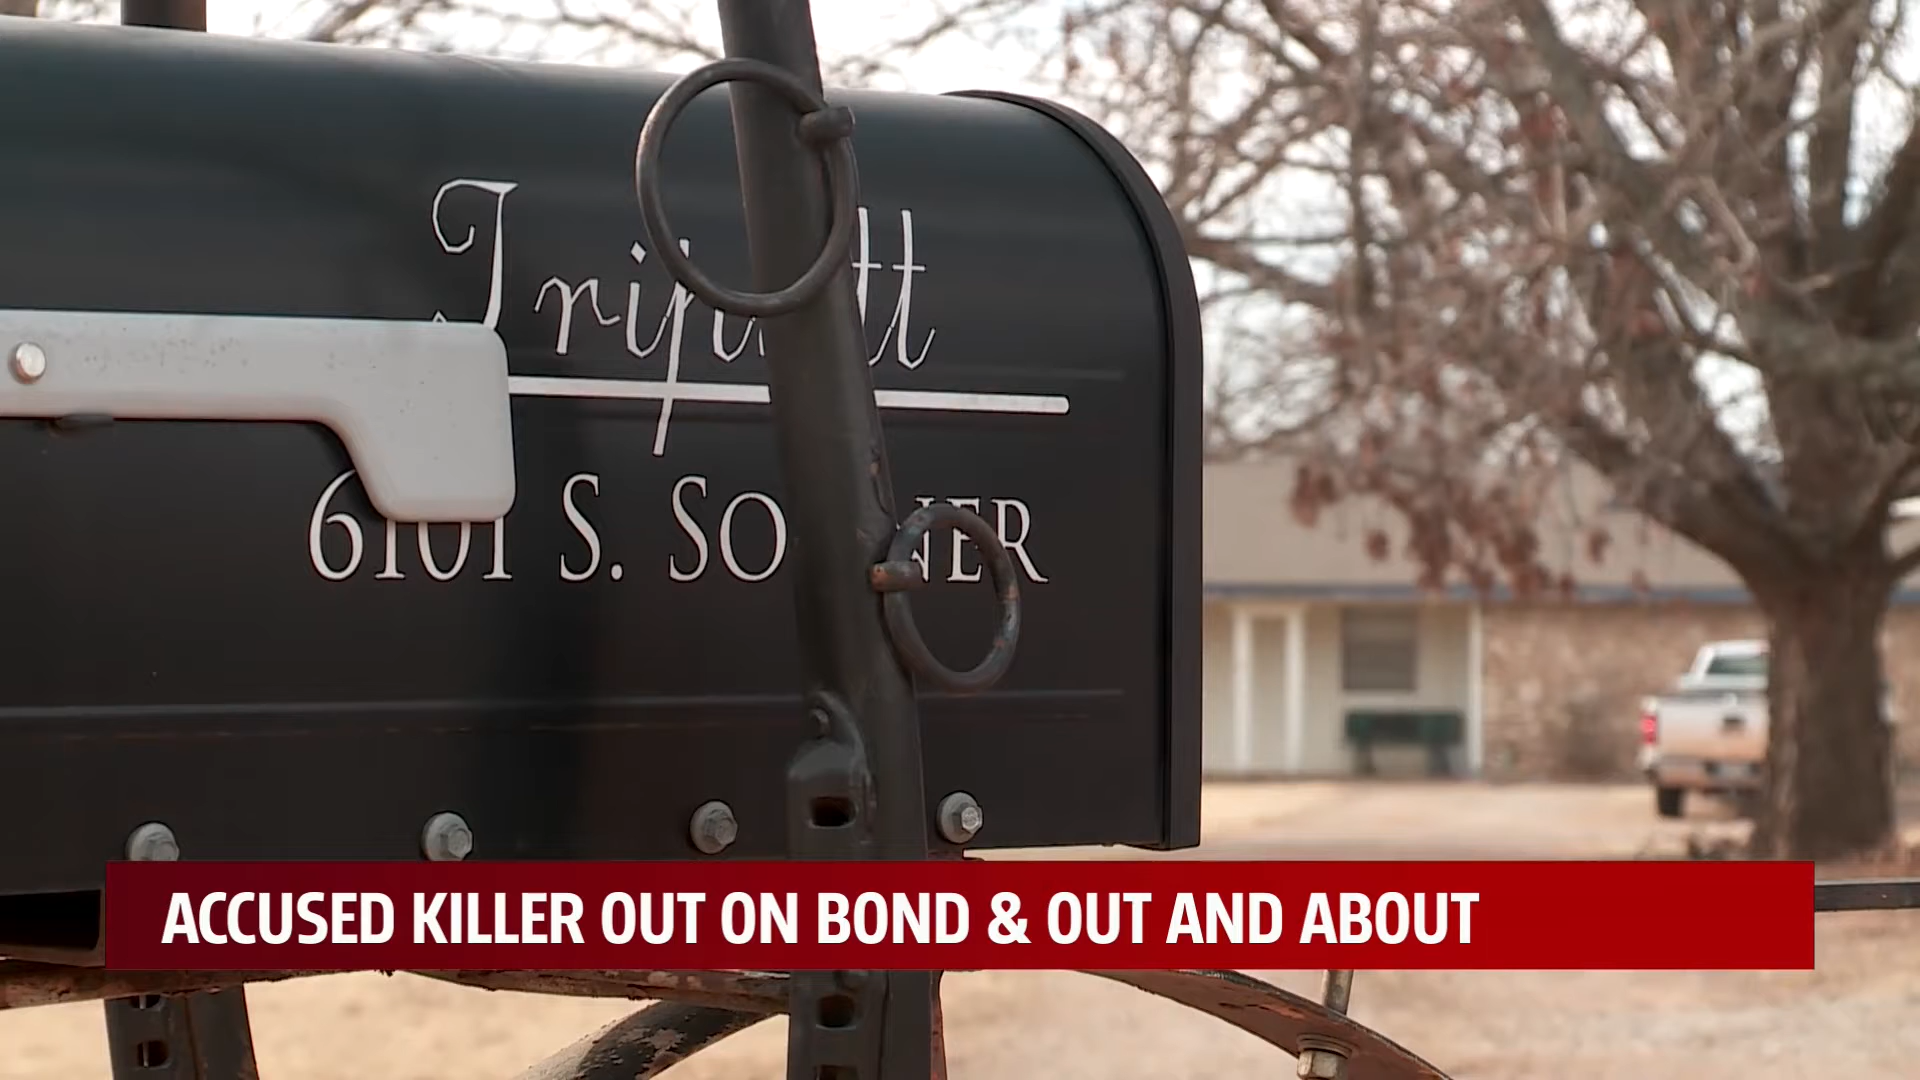 6101 S.
ACCUSED KILLER OUT ON BOND & OUT AND ABOUT